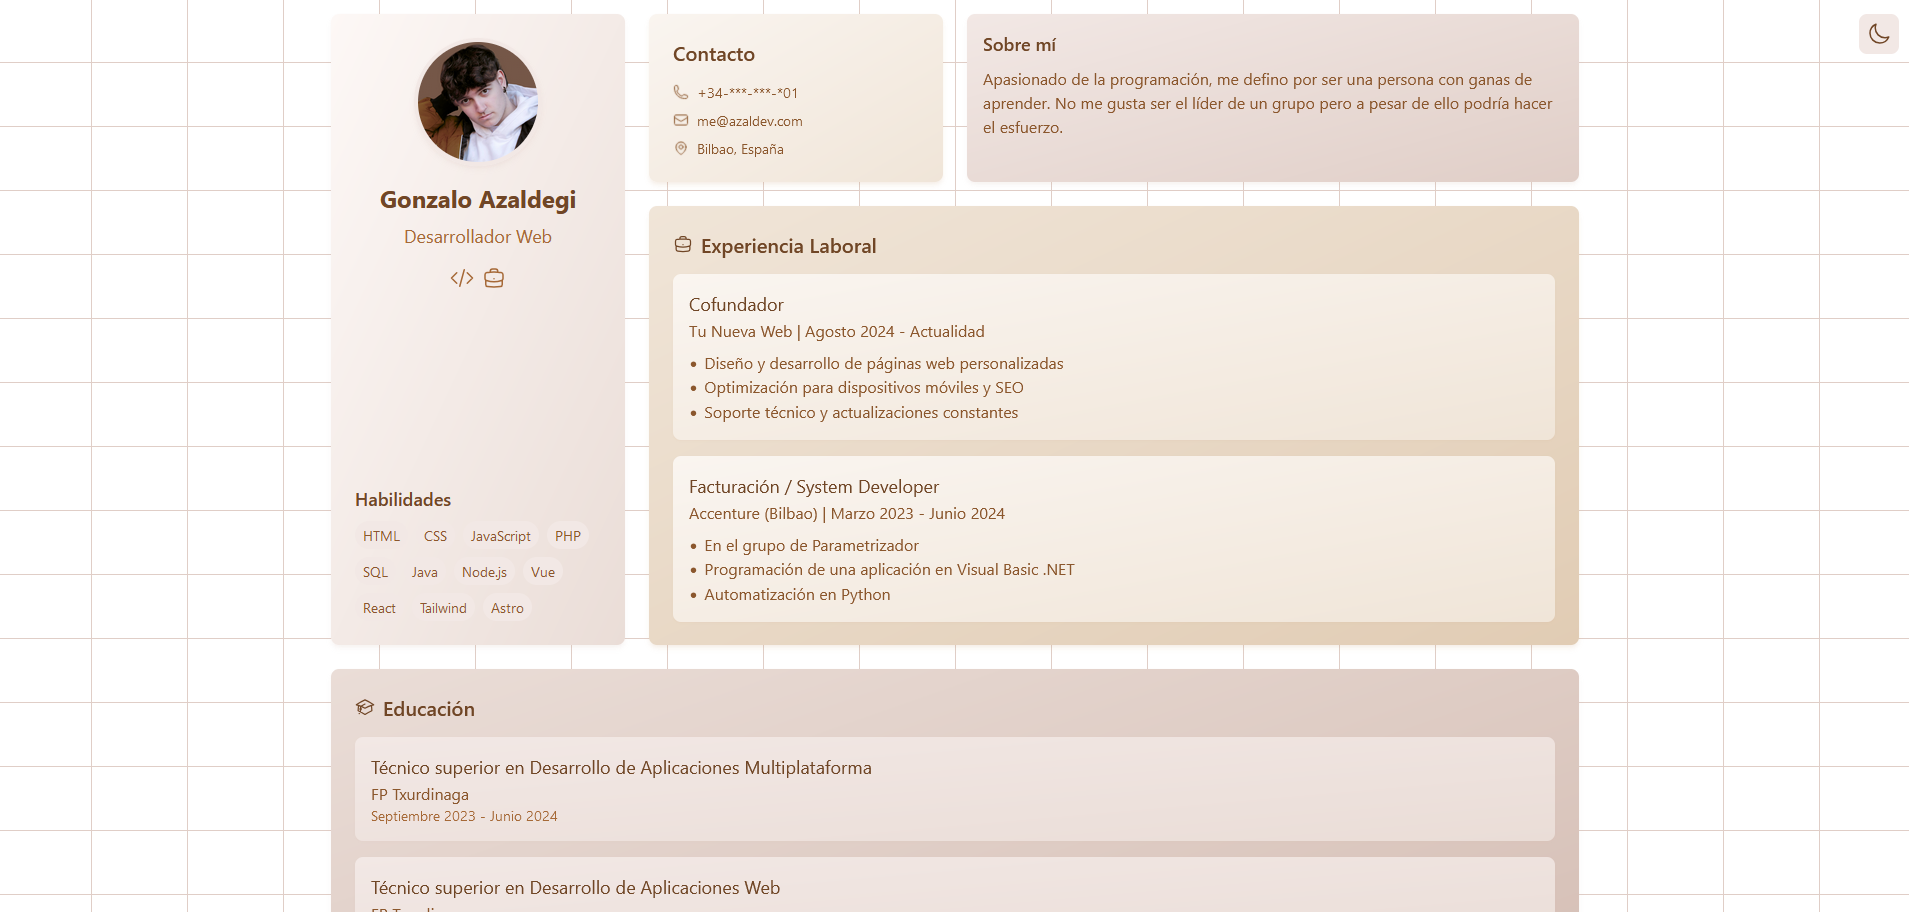 Gonzalo Azaldegi
Desarrollador Web
Habilidades
HTML CSS JavaScript PHP
SQL Java Node.js Vue
React Tailwind Astro
Contacto
+34-***-***-*01
me@azaldev.com
Bilbao, España
Sobre mí
Apasionado de la programación, me defino por ser una persona con ganas de
aprender. No me gusta ser el líder de un grupo pero a pesar de ello podría hacer
el esfuerzo.
Experiencia Laboral
Cofundador
Tu Nueva Web | Agosto 2024 - Actualidad
• Diseño y desarrollo de páginas web personalizadas
• Optimización para dispositivos móviles y SEO
• Soporte técnico y actualizaciones constantes
Facturación / System Developer
Accenture (Bilbao) | Marzo 2023 - Junio 2024
• En el grupo de Parametrizador
• Programación de una aplicación en Visual Basic .NET
• Automatización en Python
Educación
Técnico superior en Desarrollo de Aplicaciones Multiplataforma
FP Txurdinaga
Septiembre 2023 - Junio 2024
Técnico superior en Desarrollo de Aplicaciones Web